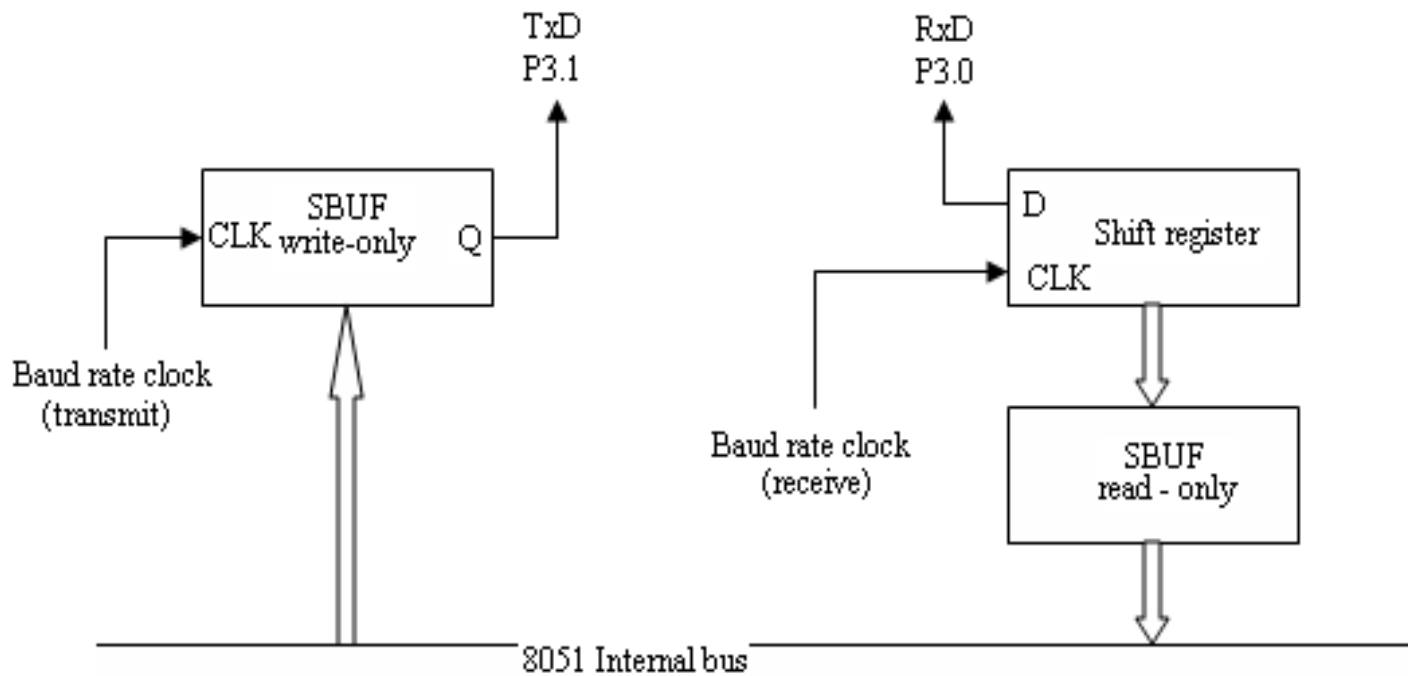 TxD
P3.1
RxD
P3.0
SBUF
CLK write-only Q
D
Shift register
CLK
Baud rate clock
(transmit)
Baud rate clock
(receive)
SBUF
read - only
8051 Internal bus